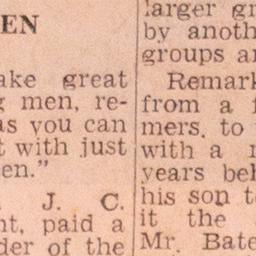 EN
ake great
g men, re-
as you can
t with just
en."
J. C.
nt, paid a
der of the
larger gr
by anoth
groups an
Remark
from a f
mers. to
with a r
years beh
his son t
it the
Mr. Bate